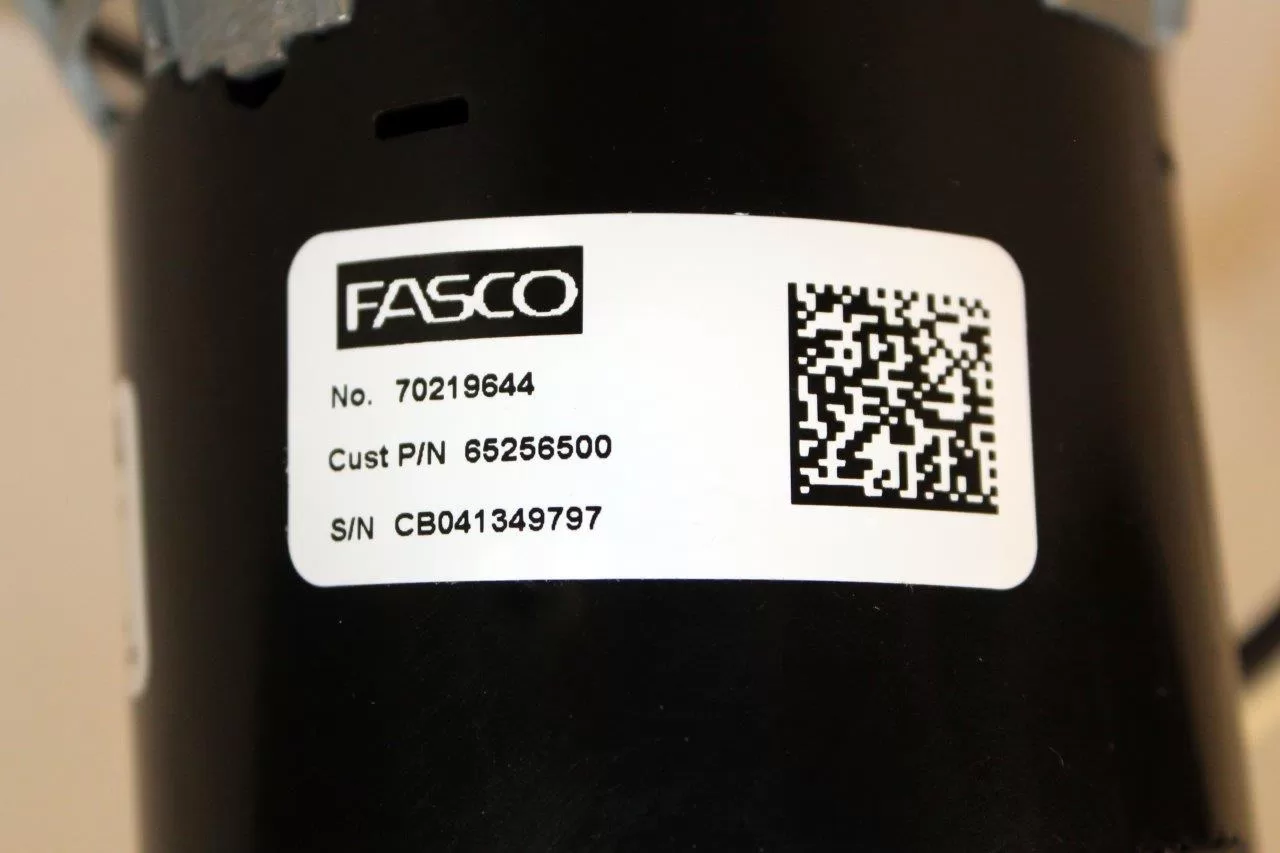 FASCO
No. 70219644
Cust P/N 65256500
S/N CB041349797